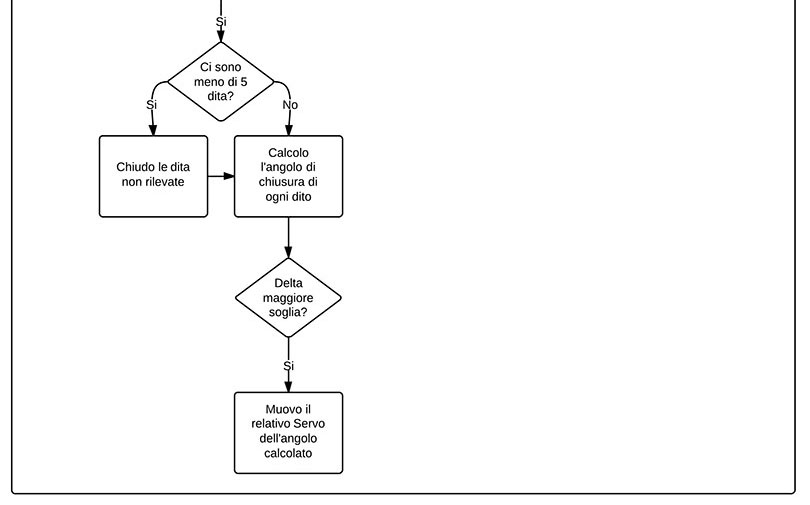 Si
Ci sono
meno di 5
dita?
Si
No
Chiudo le dita
non rilevate
Calcolo
l'angolo di
chiusura di
ogni dito
Delta
maggiore
soglia?
Si
Muovo il
relativo Servo
dell'angolo
calcolato